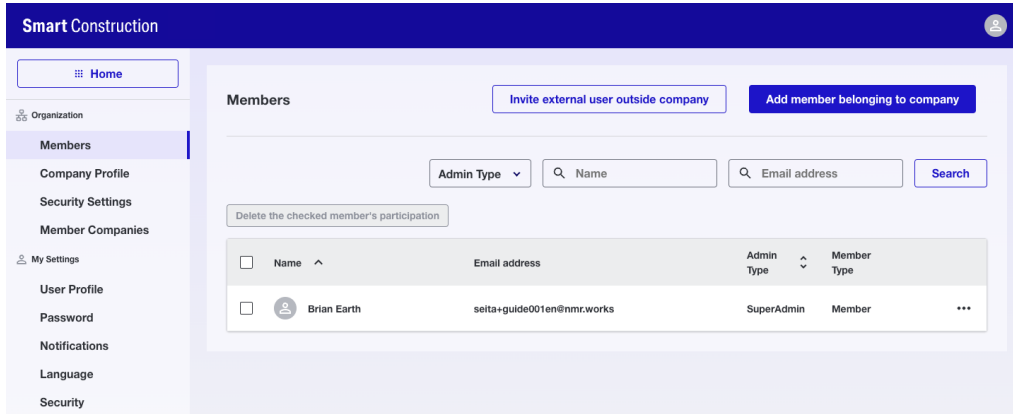 Smart Construction
Home
Organization
Members
Company Profile
Security Settings
Member Companies
My Settings
User Profile
Password
Notifications
Language
Security
Members
Invite external user outside company
Add member belonging to company
Admin Type
Name
Email address
Search
Delete the checked member's participation
Name
Email address
Admin
Type
Member
Type
Brian Earth
seita+guide001en@nmr.works
SuperAdmin
Member